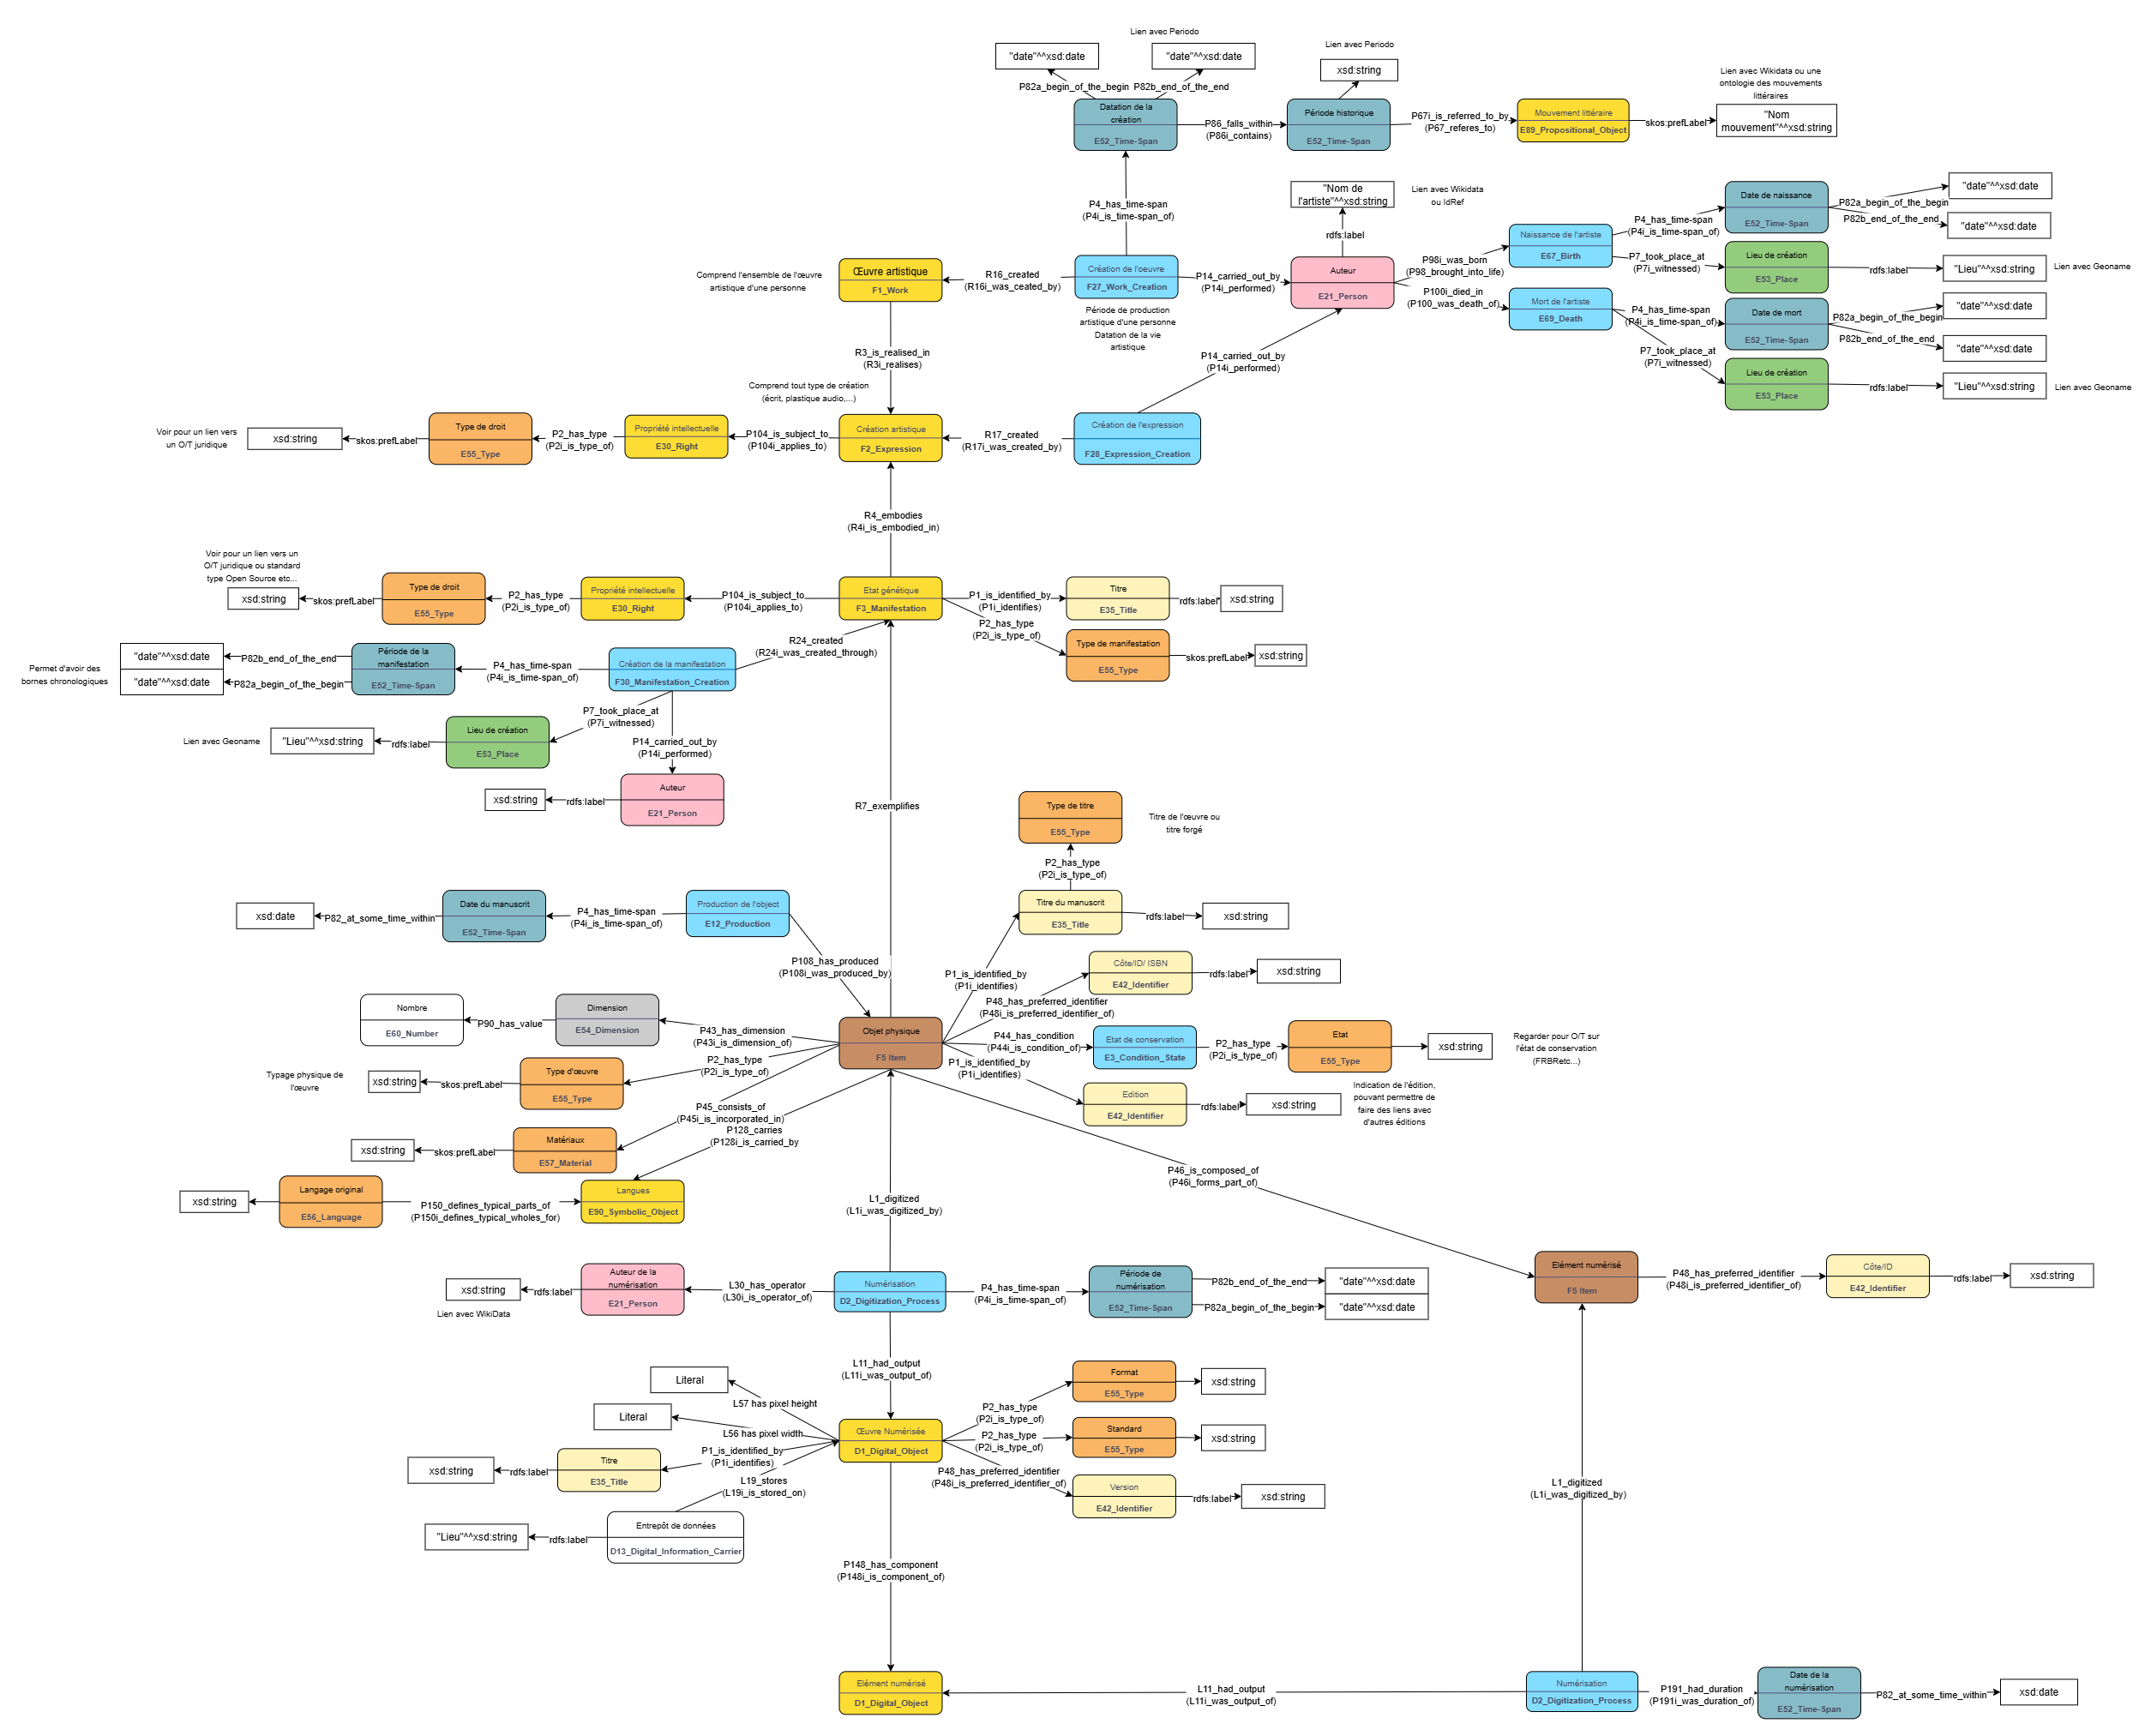 Lien avec Periodo
"date"^^xsd:date
"date"^^xsd:date
P82a_begin_of_the_begin
P82b_end_of_the_end
Lien avec Periodo
xsd:string
Lien avec Wikidata ou une
ontologie des mouvements
littéraires
Datation de la
création
E52_Time-Span
P86_falls_within
(P86i_contains)
Période historique
E52_Time-Span
P67i_is_referred_to_by
(P67_referes_to)
Mouvement littéraire
E89_Propositional_Object
skos:prefLabel
"Nom
mouvement"^^xsd:string
P4_has_time-span
(P4i_is_time-span_of)
"Nom de
l'artiste"^^xsd:string
Lien avec Wikidata
ou IdRef
rdfs:label
Date de naissance
E52_Time-Span
"date"^^xsd:date
P82a_begin_of_the_begin
P82b_end_of_the_end
"date"^^xsd:date
P4_has_time-span
(P4i_is_time-span_of)
Naissance de l'artiste
E67_Birth
P98i_was_born
(P98_brought_into_life)
P7_took_place_at
(P7i_witnessed)
Lieu de création
E53_Place
rdfs:label
"Lieu"^^xsd:string
Lien avec Geoname
Comprend l'ensemble de l'œuvre
artistique d'une personne
Œuvre artistique
F1_Work
R16_created
(R16i_was_ceated_by)
Création de l'oeuvre
F27_Work_Creation
P14_carried_out_by
(P14i_performed)
Auteur
E21_Person
P100i_died_in
(P100_was_death_of)
Mort de l'artiste
E69_Death
P4_has_time-span
(P4i_is_time-span_of)
Date de mort
E52_Time-Span
"date"^^xsd:date
P82a_begin_of_the_begin
P82b_end_of_the_end
"date"^^xsd:date
Période de production
artistique d'une personne
Datation de la vie
artistique
P7_took_place_at
(P7i_witnessed)
Lieu de création
E53_Place
rdfs:label
"Lieu"^^xsd:string
Lien avec Geoname
R3_is_realised_in
(R3i_realises)
P14_carried_out_by
(P14i_performed)
Comprend tout type de création
(écrit, plastique audio,...)
Voir pour un lien vers
un O/T juridique
xsd:string
skos:prefLabel
Type de droit
E55_Type
P2_has_type
(P2i_is_type_of)
Propriété intellectuelle
E30_Right
P104_is_subject_to
(P104i_applies_to)
Création artistique
F2_Expression
R17_created
(R17i_was_created_by)
Création de l'expression
F28_Expression_Creation
R4_embodies
(R4i_is_embodied_in)
Voir pour un lien vers un
O/T juridique ou standard
type Open Source etc...
xsd:string
skos:prefLabel
Type de droit
E55_Type
P2_has_type
(P2i_is_type_of)
Propriété intellectuelle
E30_Right
P104_is_subject_to
(P104i_applies_to)
Etat génétique
F3_Manifestation
P1_is_identified_by
(P1i_identifies)
Titre
E35_Title
rdfs:label
xsd:string
P2_has_type
(P2i_is_type_of)
Type de manifestation
E55_Type
skos:prefLabel
xsd:string
R24_created
(R24i_was_created_through)
Permet d'avoir des
bornes chronologiques
"date"^^xsd:date
"date"^^xsd:date
P82b_end_of_the_end
P82a_begin_of_the_begin
Période de la
manifestation
E52_Time-Span
P4_has_time-span
(P4i_is_time-span_of)
Création de la manifestation
F30_Manifestation_Creation
P7_took_place_at
(P7i_witnessed)
Lien avec Geoname
"Lieu"^^xsd:string
rdfs:label
Lieu de création
E53_Place
P14_carried_out_by
(P14i_performed)
xsd:string
rdfs:label
Auteur
E21_Person
R7_exemplifies
Type de titre
E55_Type
Titre de l'œuvre ou
titre forgé
P2_has_type
(P2i_is_type_of)
Titre du manuscrit
E35_Title
rdfs:label
xsd:string
xsd:date
P82_at_some_time_within
Date du manuscrit
E52_Time-Span
P4_has_time-span
(P4i_is_time-span_of)
Production de l'object
E12_Production
P108_has_produced
(P108i_was_produced_by)
P1_is_identified_by
(P1i_identifies)
Côte/ID/ ISBN
E42_Identifier
rdfs:label
xsd:string
P48_has_preferred_identifier
(P48i_is_preferred_identifier_of)
Nombre
E60_Number
P90_has_value
Dimension
E54_Dimension
P43_has_dimension
(P43i_is_dimension_of)
Objet physique
F5 Item
P44_has_condition
(P44i_is_condition_of)
Etat de conservation
E3_Condition_State
P2_has_type
(P2i_is_type_of)
Etat
E55_Type
xsd:string
Regarder pour O/T sur
l'état de conservation
(FRBRetc...)
P1_is_identified_by
(P1i_identifies)
Edition
E42_Identifier
rdfs:label
xsd:string
Indication de l'édition,
pouvant permettre de
faire des liens avec
d'autres éditions
Typage physique de
l'œuvre
xsd:string
skos:prefLabel
Type d'œuvre
E55_Type
P2_has_type
(P2i_is_type_of)
P45_consists_of
(P45i_is_incorporated_in)
P128_carries
(P128i_is_carried_by
xsd:string
skos:prefLabel
Matériaux
E57_Material
xsd:string
Langage original
E56_Language
P150_defines_typical_parts_of
(P150i_defines_typical_wholes_for)
Langues
E90_Symbolic_Object
L1_digitized
(L1i_was_digitized_by)
P46_is_composed_of
(P46i_forms_part_of)
xsd:string
Lien avec WikiData
rdfs:label
Auteur de la
numérisation
E21_Person
L30_has_operator
(L30i_is_operator_of)
Numérisation
D2_Digitization_Process
P4_has_time-span
(P4i_is_time-span_of)
Période de
numérisation
E52_Time-Span
P82b_end_of_the_end
P82a_begin_of_the_begin
"date"^^xsd:date
"date"^^xsd:date
Elément numérisé
F5 Item
P48_has_preferred_identifier
(P48i_is_preferred_identifier_of)
Côte/ID
E42_Identifier
rdfs:label
xsd:string
L11_had_output
(L11i_was_output_of)
Literal
L57 has pixel height
Literal
L56 has pixel width
Œuvre Numérisée
D1_Digital_Object
P2_has_type
(P2i_is_type_of)
Format
E55_Type
xsd:string
P2_has_type
(P2i_is_type_of)
Standard
E55_Type
xsd:string
P48_has_preferred_identifier
(P48i_is_preferred_identifier_of)
Version
E42_Identifier
rdfs:label
xsd:string
xsd:string
rdfs:label
Titre
E35_Title
P1_is_identified_by
(P1i_identifies)
L19_stores
(L19i_is_stored_on)
"Lieu"^^xsd:string
rdfs:label
Entrepôt de données
D13_Digital_Information_Carrier
L1_digitized
(L1i_was_digitized_by)
P148_has_component
(P148i_is_component_of)
Elément numérisé
D1_Digital_Object
L11_had_output
(L11i_was_output_of)
Numérisation
D2_Digitization_Process
P191_had_duration
(P191i_was_duration_of)
Date de la
numérisation
E52_Time-Span
P82_at_some_time_within
xsd:date